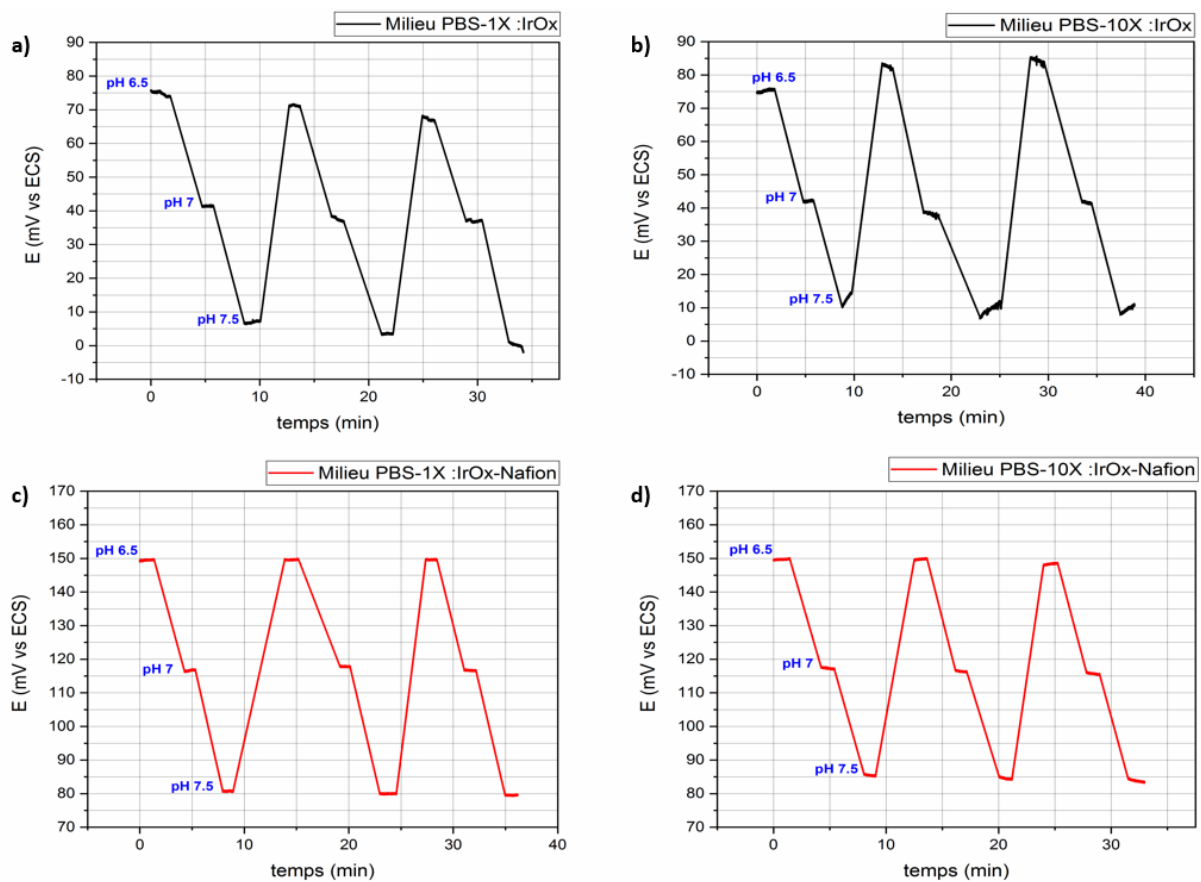 a)
Milieu PBS-1X :IrOx
90
80
70
60
50
40
30
20
10
0
-10
E (mV vs ECS)
pH 6.5
pH 7
pH 7.5
0 10 20 30
temps (min)
b)
Milieu PBS-10X :IrOx
90
80
70
60
50
40
30
20
10
0
-10
E (mV vs ECS)
pH 6.5
pH 7
pH 7.5
0 10 20 30 40
temps (min)
c)
Milieu PBS-1X :IrOx-Nafion
170
160
150
140
130
120
110
100
90
80
70
E (mV vs ECS)
pH 6.5
pH 7
pH 7.5
0 10 20 30 40
temps (min)
d)
Milieu PBS-10X :IrOx-Nafion
170
160
150
140
130
120
110
100
90
80
70
E (mV vs ECS)
pH 6.5
pH 7
pH 7.5
0 10 20 30
temps (min)